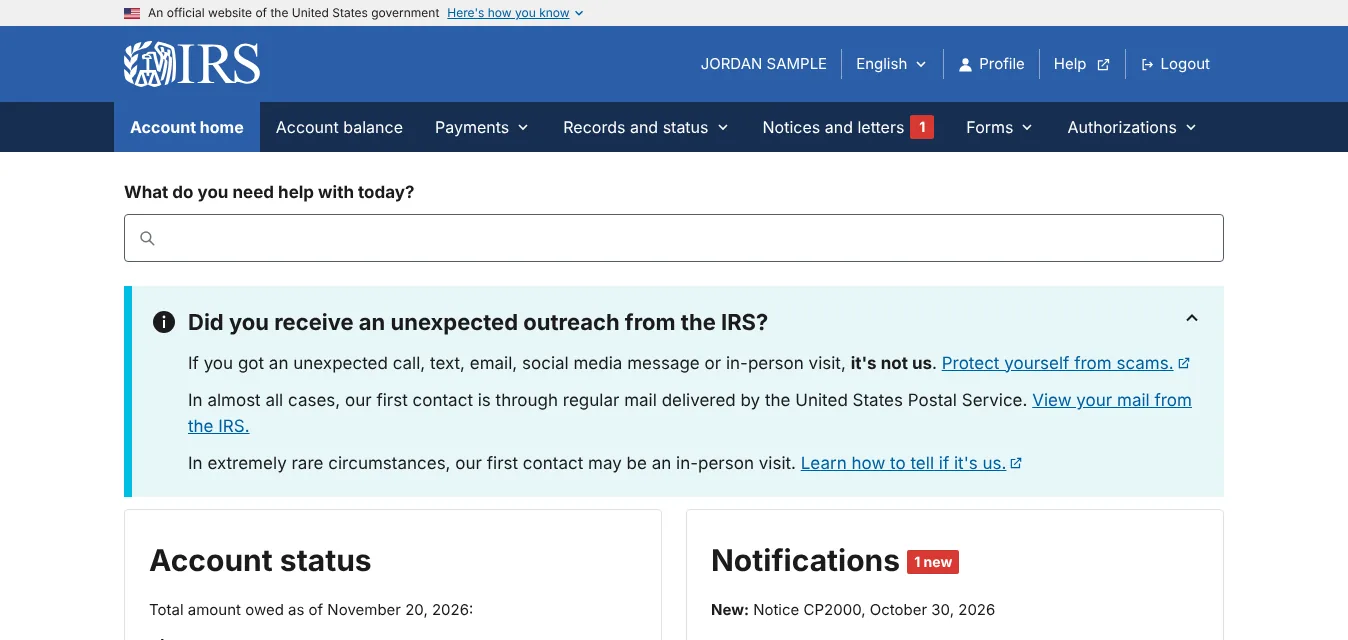 An official website of the United States government Here's how you know
IRS
JORDAN SAMPLE English Profile Help Logout
Account home Account balance Payments Records and status Notices and letters 1 Forms Authorizations
What do you need help with today?
Did you receive an unexpected outreach from the IRS?
If you got an unexpected call, text, email, social media message or in-person visit, it's not us. Protect yourself from scams.
In almost all cases, our first contact is through regular mail delivered by the United States Postal Service. View your mail from
the IRS.
In extremely rare circumstances, our first contact may be an in-person visit. Learn how to tell if it's us.
Account status
Total amount owed as of November 20, 2026:
Notifications 1 new
New: Notice CP2000, October 30, 2026